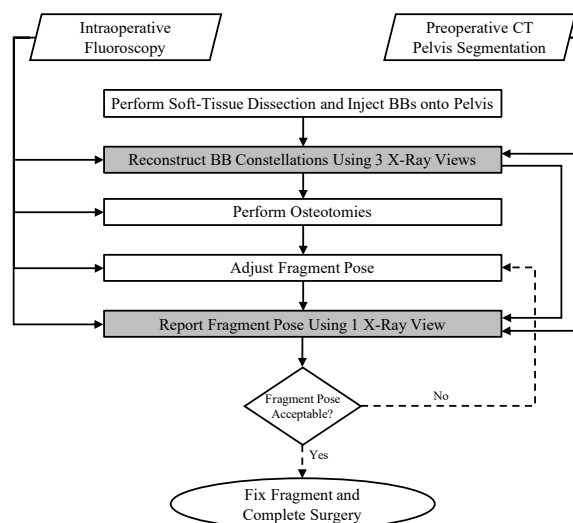 Intraoperative
Fluoroscopy
Preoperative CT
Pelvis Segmentation
Perform Soft-Tissue Dissection and Inject BBs onto Pelvis
Reconstruct BB Constellations Using 3 X-Ray Views
Perform Osteotomies
Adjust Fragment Pose
Report Fragment Pose Using 1 X-Ray View
Fragment Pose
Acceptable?
No
Yes
Fix Fragment and
Complete Surgery